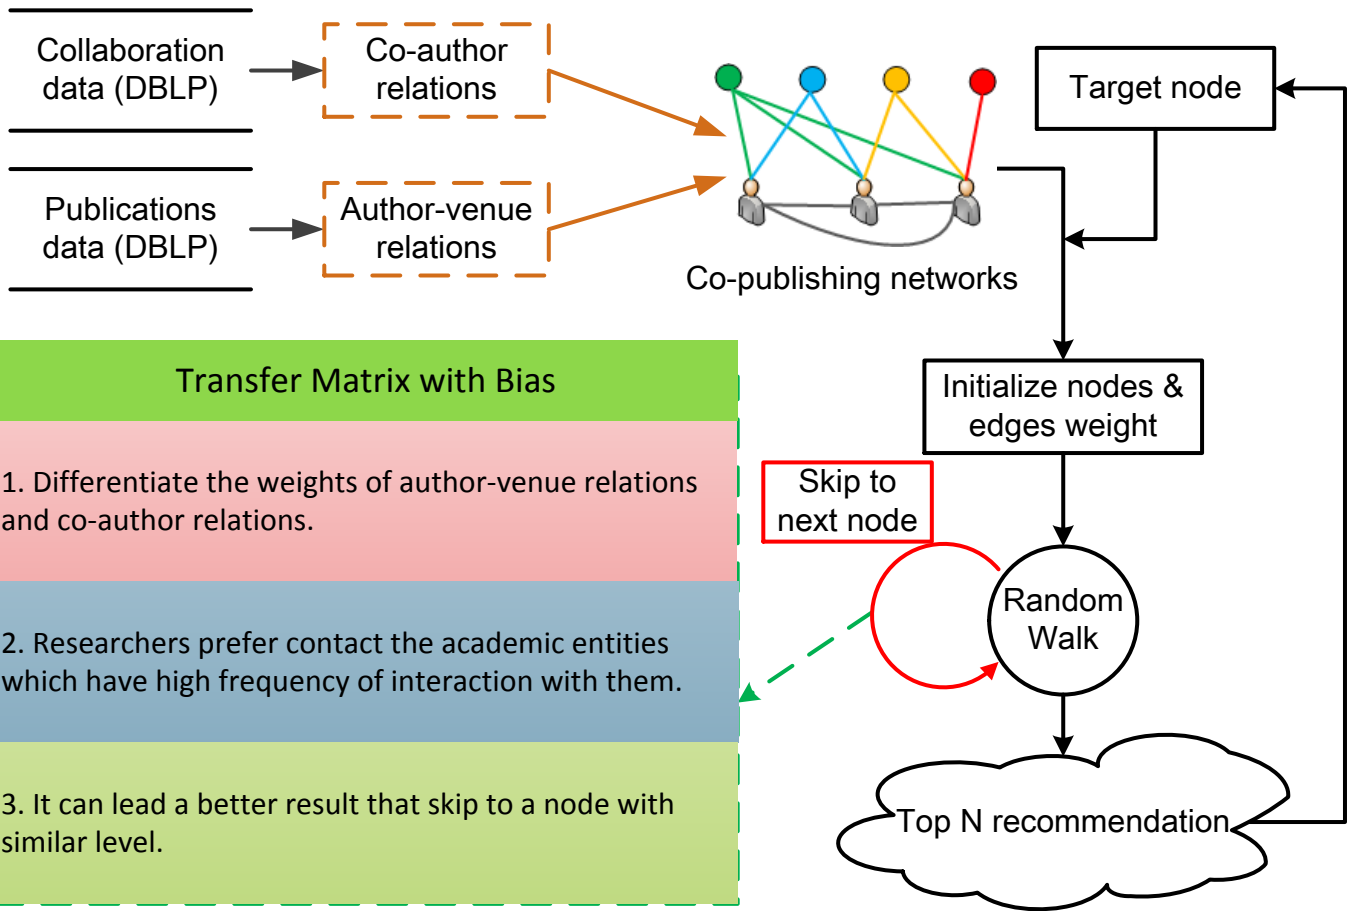 Collaboration
data (DBLP)
Co-author
relations
Target node
Publications
data (DBLP)
Author-venue
relations
Co-publishing networks
Transfer Matrix with Bias
1. Differentiate the weights of author-venue relations
and co-author relations.
2. Researchers prefer contact the academic entities
which have high frequency of interaction with them.
3. It can lead a better result that skip to a node with
similar level.
Initialize nodes &
edges weight
Skip to
next node
Random
Walk
Top N recommendation